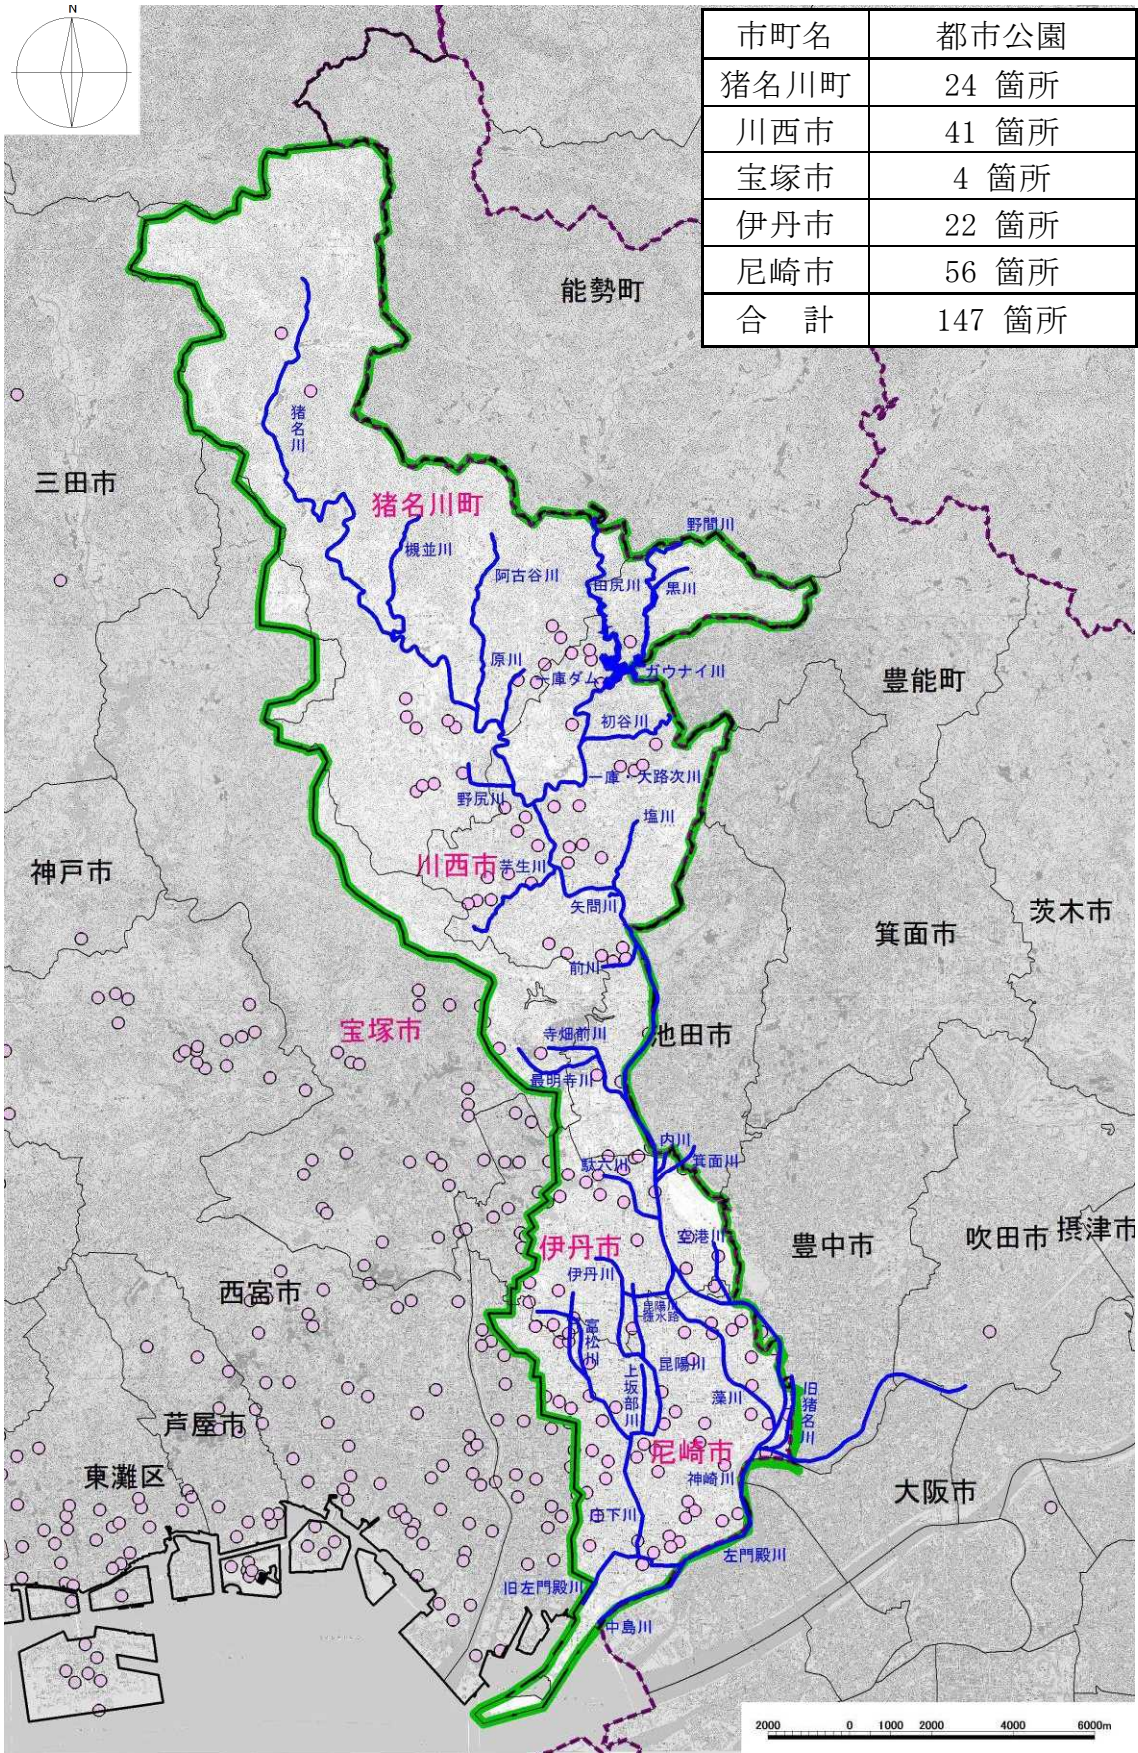 N
市町名 都市公園
猪名川町 24 箇所
川西市 41 箇所
宝塚市 4 箇所
伊丹市 22 箇所
尼崎市 56 箇所
合 計 147 箇所
能勢町
猪名川
三田市
猪名川町
野間川
槻並川
阿古谷川
田尻川
黒川
原川
一庫ダム
ガウナイ川
豊能町
初谷川
一庫・大路次川
野尻川
塩川
川西市
芋生川
神戸市
矢問川
茨木市
箕面市
前川
宝塚市
寺畑前川
池田市
最明寺川
内川
駄六川
箕面川
伊丹市
空港川
豊中市
吹田市
摂津市
伊丹川
西宮市
昆陽川
捷水路
富松川
昆陽川
上坂部川
藻川
旧猪名川
芦屋市
尼崎市
東灘区
神崎川
大阪市
庄下川
左門殿川
旧左門殿川
中島川
2000 0 1000 2000 4000 6000m